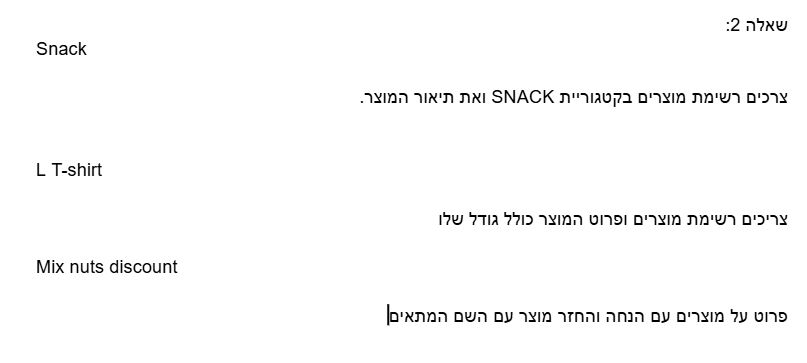 שאלה 2:
Snack
צרכים רשימת מוצרים בקטגוריית SNACK ואת תיאור המוצר.
L T-shirt
צריכים רשימת מוצרים ופרוט המוצר כולל גודל שלו
Mix nuts discount
פרוט על מוצרים עם הנחה והחזר מוצר עם השם המתאים